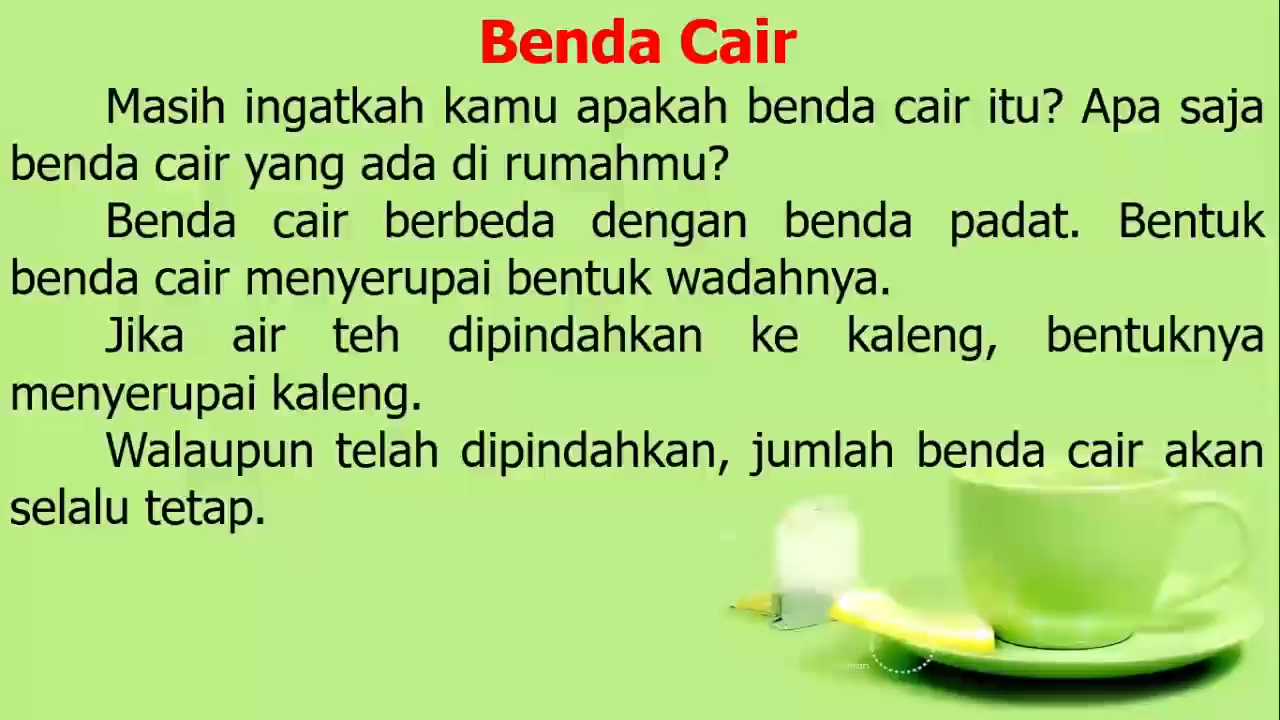 Benda Cair
Masih ingatkah kamu apakah benda cair itu? Apa saja
benda cair yang ada di rumahmu?
Benda cair berbeda dengan benda padat. Bentuk
benda cair menyerupai bentuk wadahnya.
Jika air teh dipindahkan ke kaleng, bentuknya
menyerupai kaleng.
Walaupun telah dipindahkan, jumlah benda cair akan
selalu tetap.